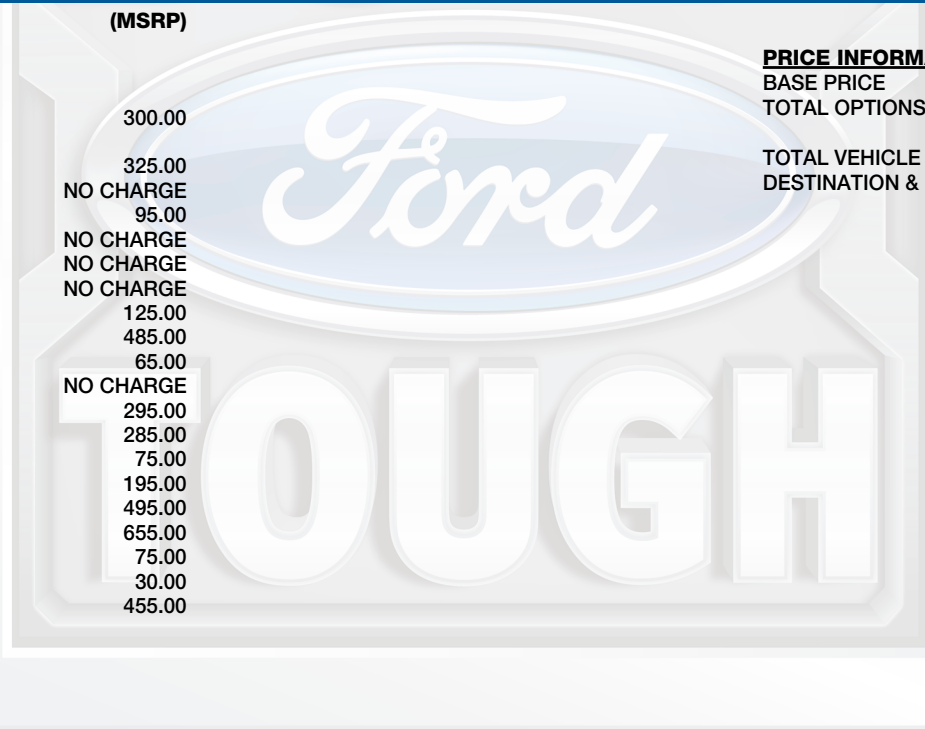 (MSRP)
300.00
325.00
NO CHARGE
95.00
NO CHARGE
NO CHARGE
NO CHARGE
125.00
485.00
65.00
NO CHARGE
295.00
285.00
75.00
195.00
495.00
655.00
75.00
30.00
455.00
PRICE INFORMA
BASE PRICE
TOTAL OPTIONS
TOTAL VEHICLE
DESTINATION &
Ford
TOUGH